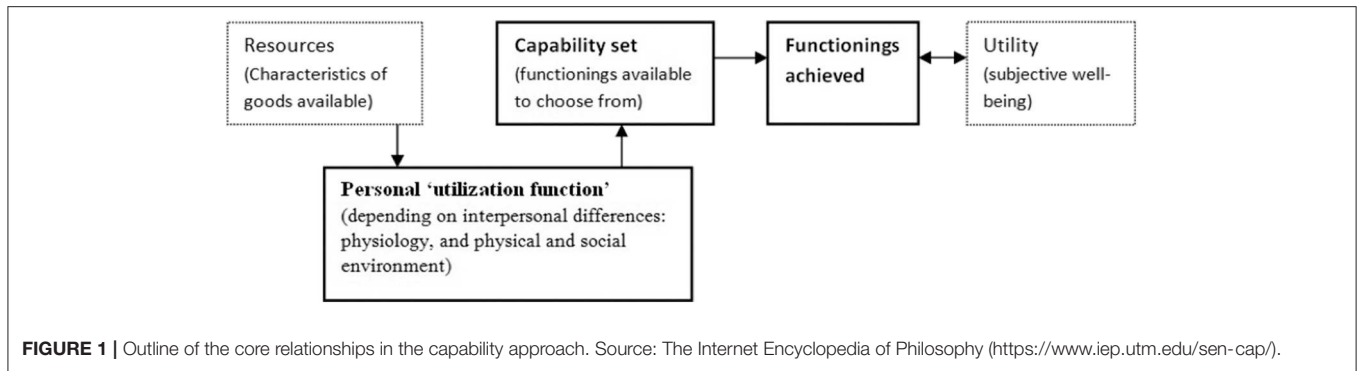 Resources
(Characteristics of
goods available)
Capability set
(functionings available
to choose from)
Functionings
achieved
Utility
(subjective well-
being)
Personal ‘utilization function’
(depending on interpersonal differences:
physiology, and physical and social
environment)
FIGURE 1 | Outline of the core relationships in the capability approach. Source: The Internet Encyclopedia of Philosophy (https://www.iep.utm.edu/sen-cap/).